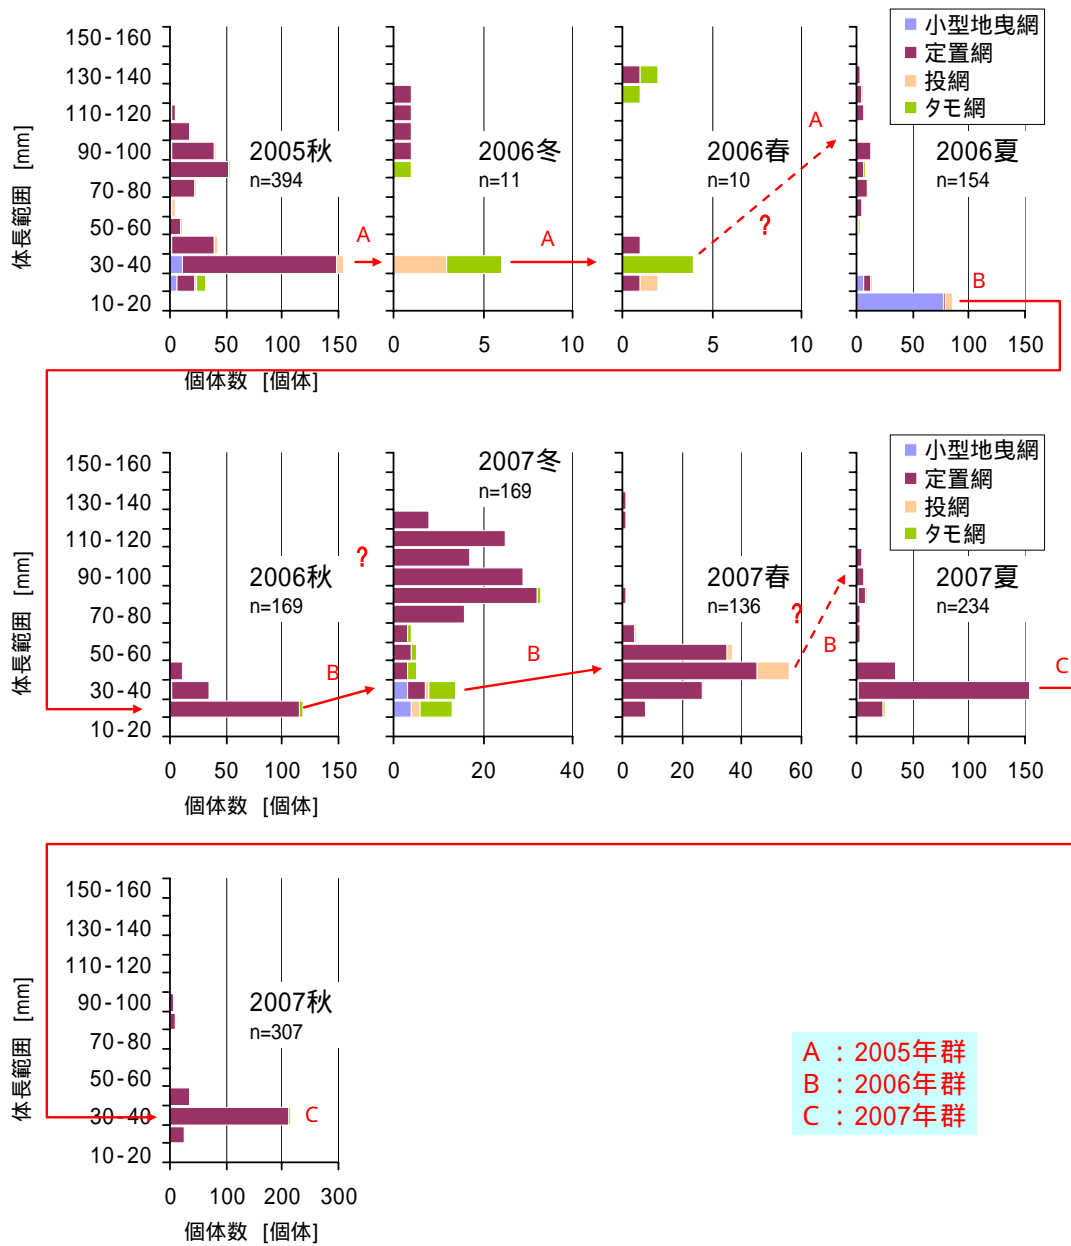 体長範囲 [mm]
150-160
130-140
110-120
90-100
70-80
50-60
30-40
10-20
2005秋
n=394
A
0 50 100 150
個体数 [個体]
2006冬
n=11
A
0 5 10
2006春
n=10
A
?
0 5 10
小型地曳網
定置網
投網
タモ網
2006夏
n=154
B
0 50 100 150
体長範囲 [mm]
150-160
130-140
110-120
90-100
70-80
50-60
30-40
10-20
2006秋
n=169
?
B
0 50 100 150
個体数 [個体]
2007冬
n=169
B
0 20 40
2007春
n=136
?
B
0 20 40 60
小型地曳網
定置網
投網
タモ網
2007夏
n=234
C
0 50 100 150
体長範囲 [mm]
150-160
130-140
110-120
90-100
70-80
50-60
30-40
10-20
2007秋
n=307
C
0 100 200 300
個体数 [個体]
A：2005年群
B：2006年群
C：2007年群